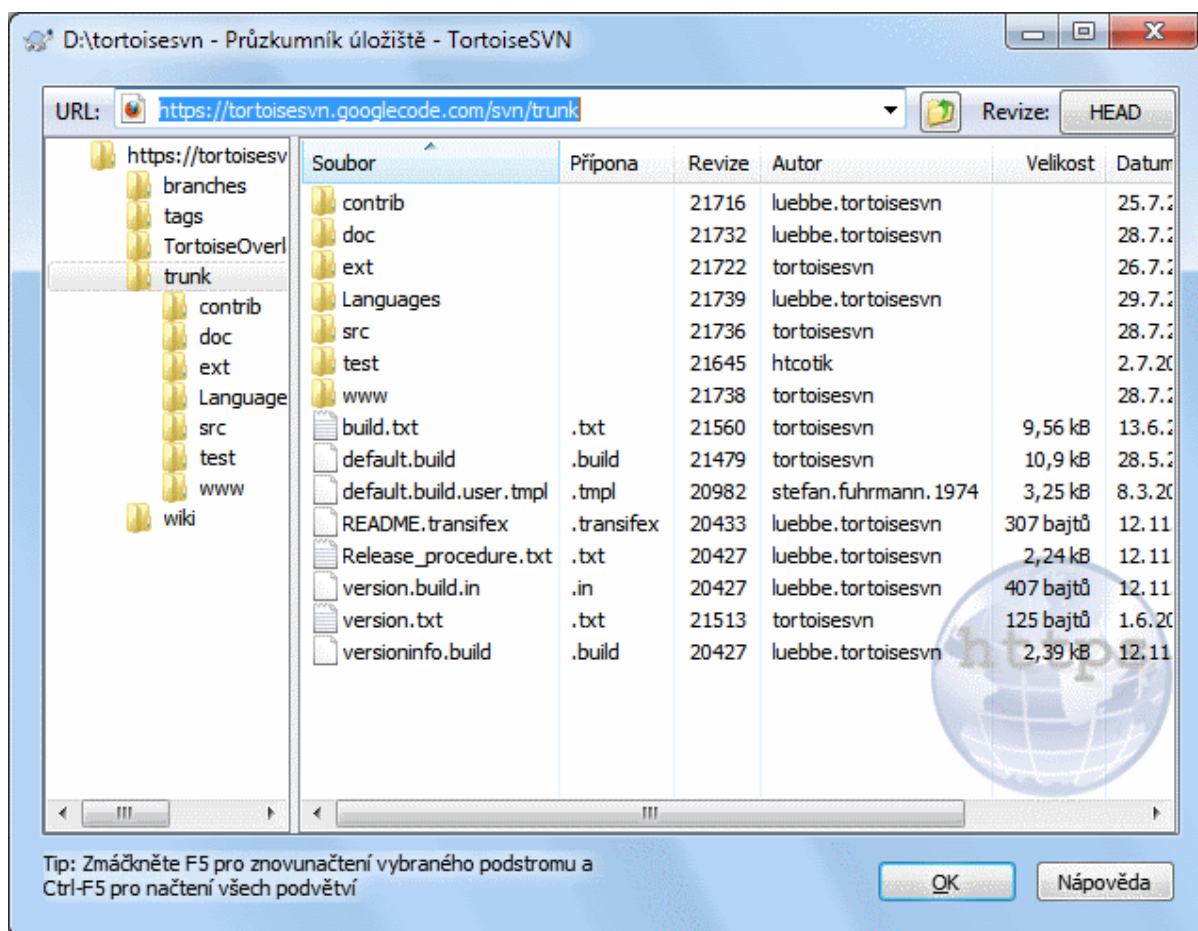 D:\tortoisesvn - Průzkumník úložiště - TortoiseSVN
URL: https://tortoisesvn.googlecode.com/svn/trunk Revize: HEAD
https://tortoisesv
branches
tags
TortoiseOverl
trunk
contrib
doc
ext
Language
src
test
www
wiki
Soubor Přípona Revize Autor Velikost Datum
contrib 21716 luebbe.tortoisesvn 25.7.2
doc 21732 luebbe.tortoisesvn 28.7.2
ext 21722 tortoisesvn 26.7.2
Languages 21739 luebbe.tortoisesvn 29.7.2
src 21736 tortoisesvn 28.7.2
test 21645 htcotik 2.7.20
www 21738 tortoisesvn 28.7.2
build.txt .txt 21560 tortoisesvn 9,56 kB 13.6.2
default.build .build 21479 tortoisesvn 10,9 kB 28.5.2
default.build.user.tmpl .tmpl 20982 stefan.fuhrmann.1974 3,25 kB 8.3.20
README.transifex .transifex 20433 luebbe.tortoisesvn 307 bajtů 12.11
Release_procedure.txt .txt 20427 luebbe.tortoisesvn 2,24 kB 12.11
version.build.in .in 20427 luebbe.tortoisesvn 407 bajtů 12.11
version.txt .txt 21513 tortoisesvn 125 bajtů 1.6.20
versioninfo.build .build 20427 luebbe.tortoisesvn 2,39 kB 12.11
https
Tip: Zmáčkněte F5 pro znovunačtení vybraného podstromu a
Ctrl-F5 pro načtení všech podvětví
OK Nápověda